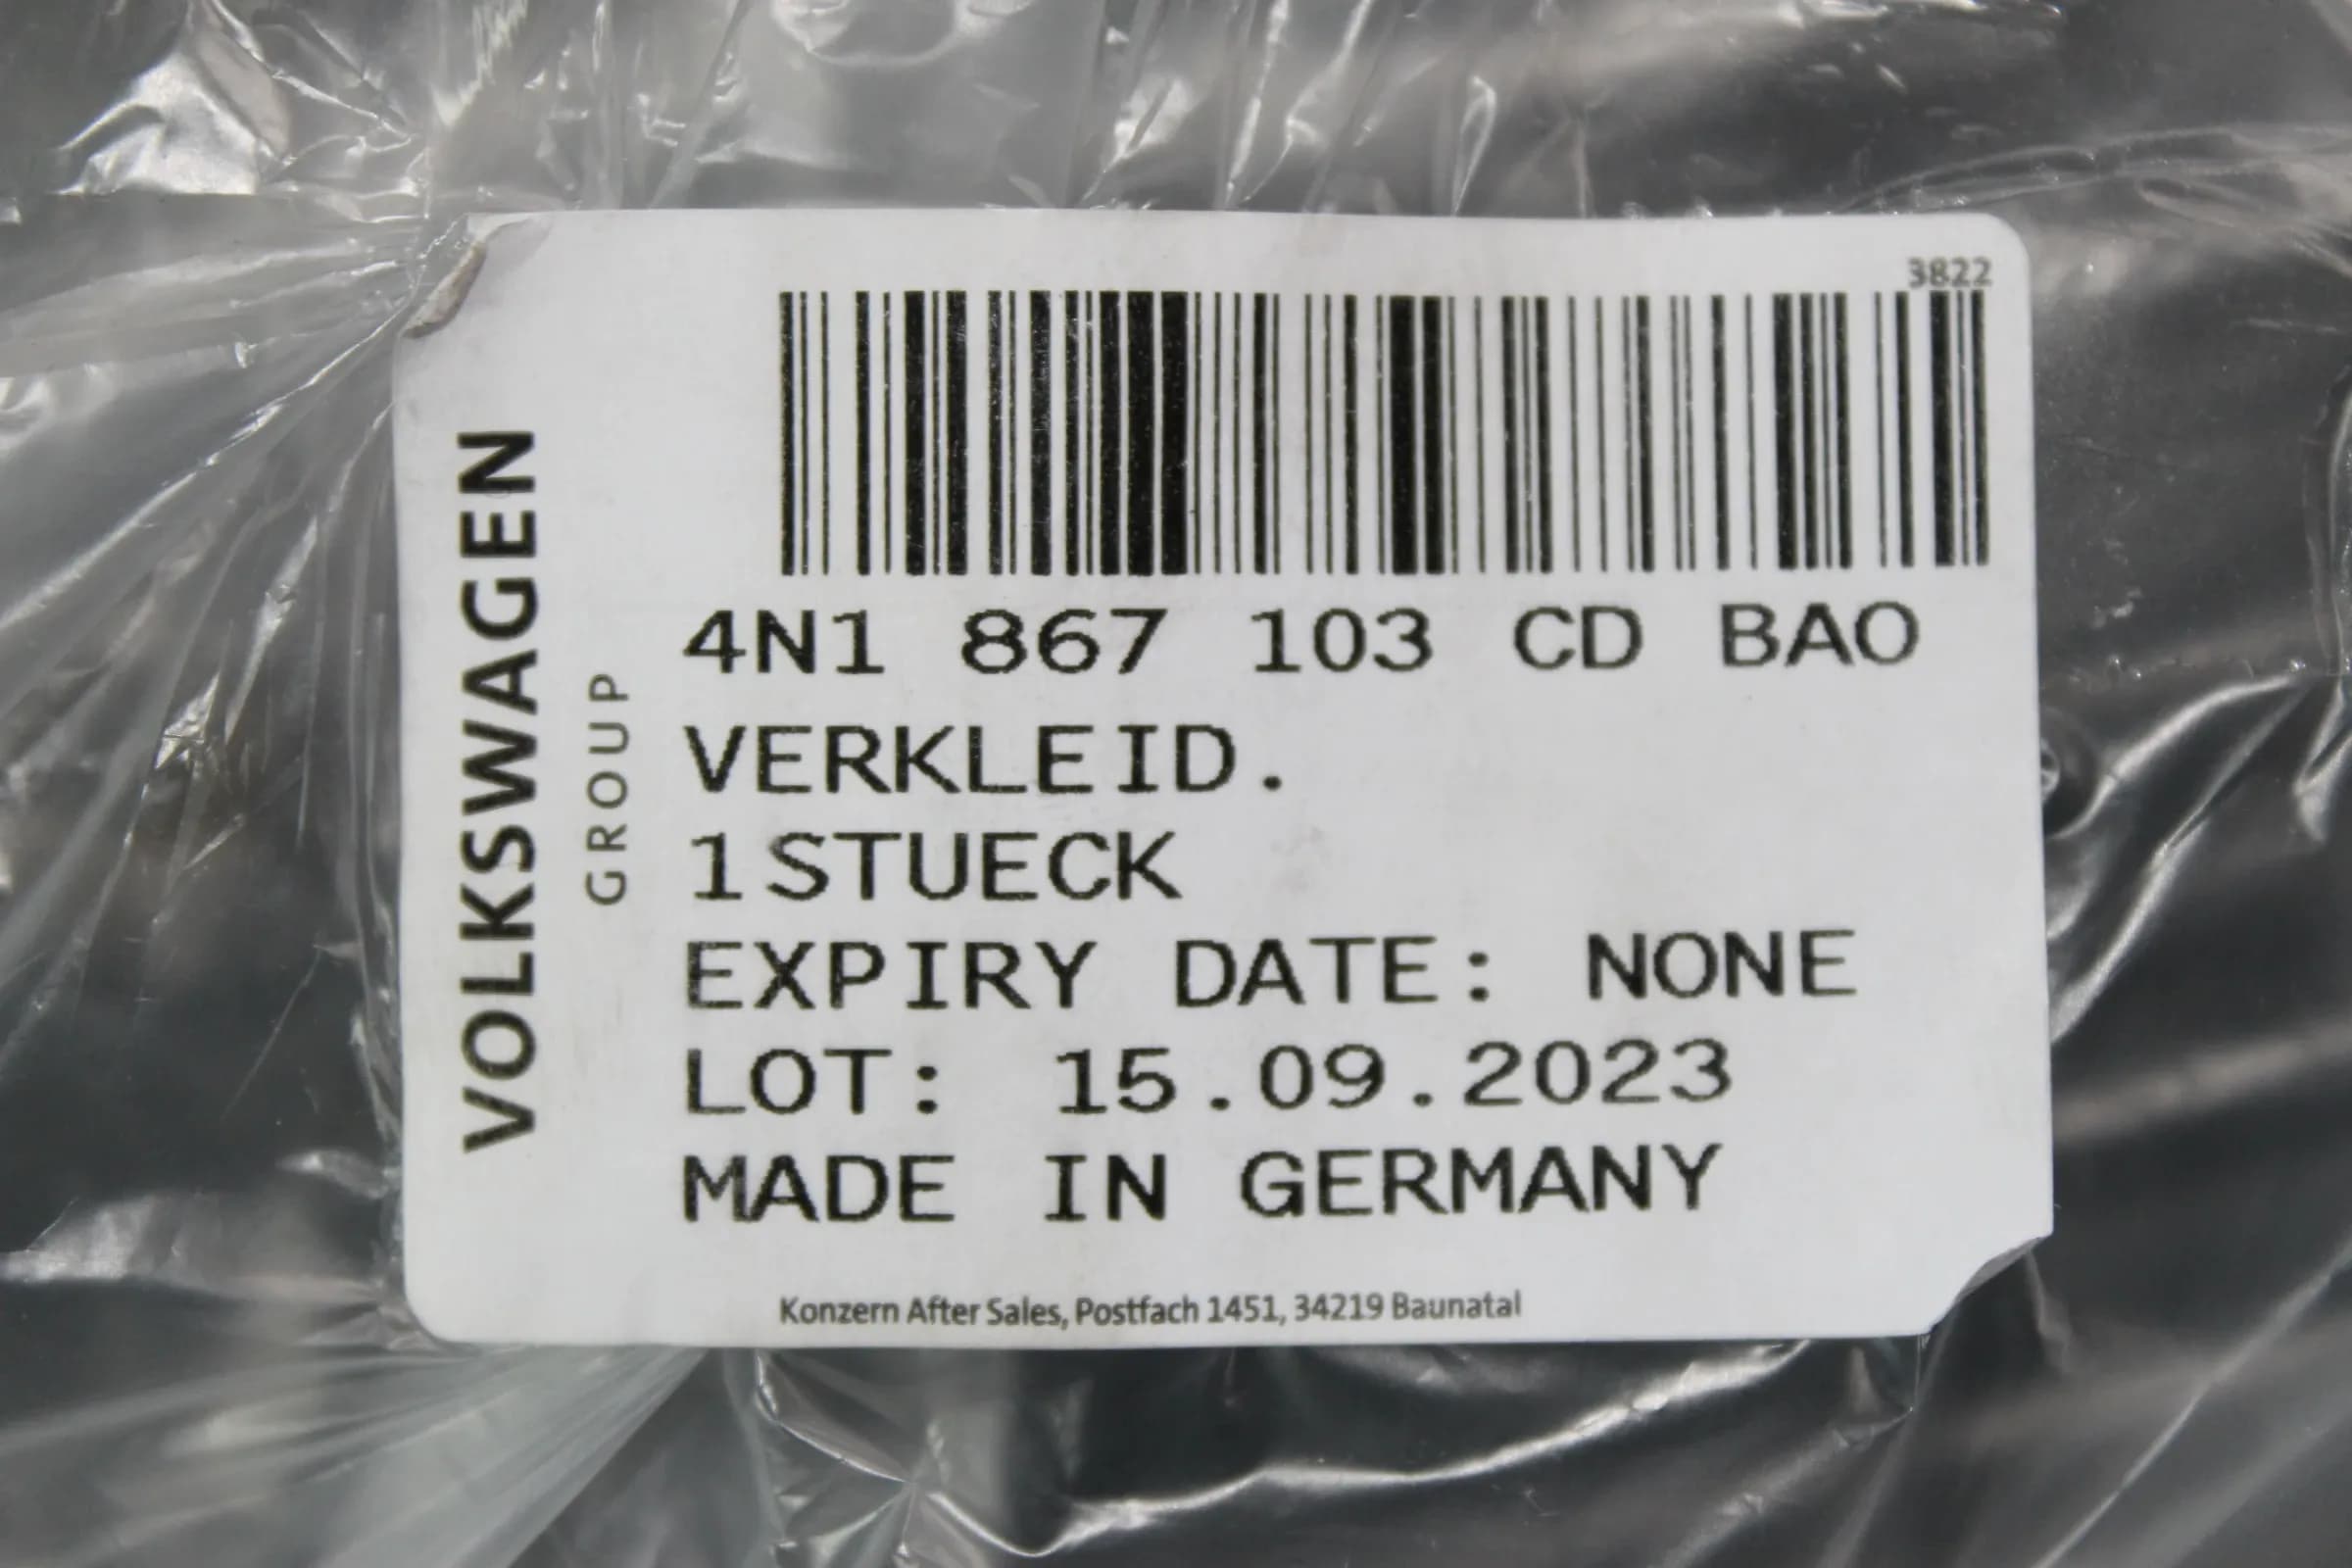 3822
4N1 867 103 CD BAO
VERKLEID.
1STUECK
EXPIRY DATE: NONE
LOT: 15.09.2023
MADE IN GERMANY
Konzern After Sales, Postfach 1451, 34219 Baunatal
VOLKSWAGEN
GROUP